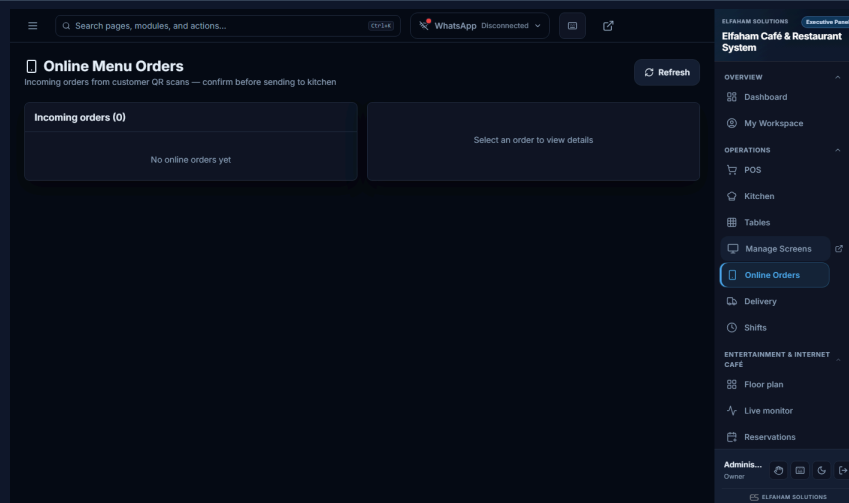 Search pages, modules, and actions...
Ctrl+K
WhatsApp Disconnected
Online Menu Orders
Incoming orders from customer QR scans — confirm before sending to kitchen
Refresh
Incoming orders (0)
No online orders yet
Select an order to view details
ELFAHAM SOLUTIONS
Executive Panel
Elfaham Café & Restaurant
System
OVERVIEW
Dashboard
My Workspace
OPERATIONS
POS
Kitchen
Tables
Manage Screens
Online Orders
Delivery
Shifts
ENTERTAINMENT & INTERNET
CAFÉ
Floor plan
Live monitor
Reservations
Adminis...
Owner
ES ELFAHAM SOLUTIONS